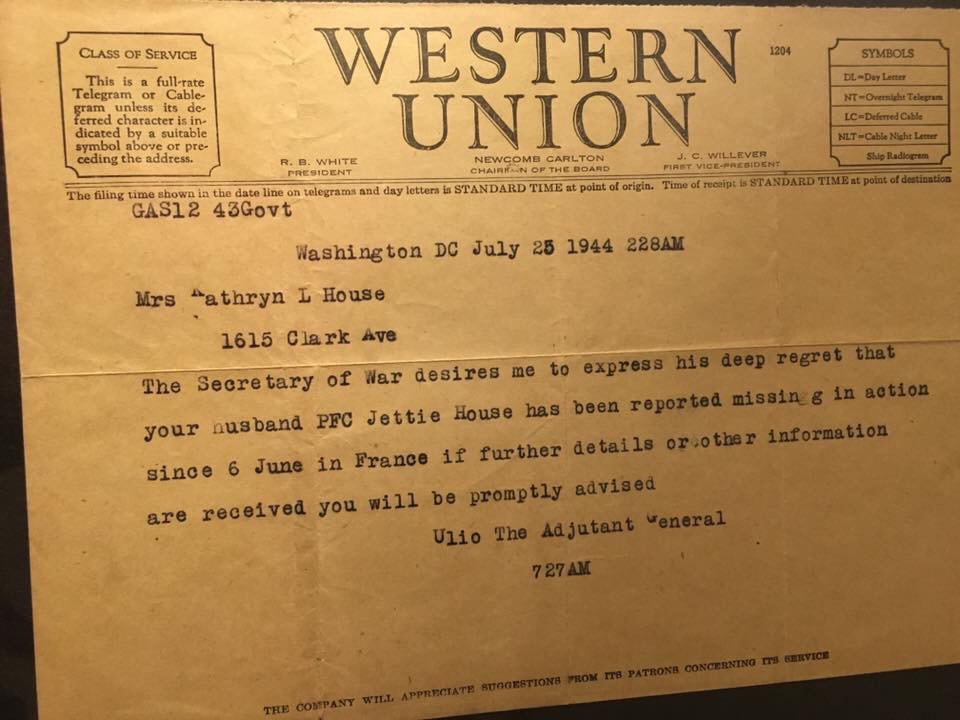 CLASS OF SERVICE
This is a full-rate
Telegram or Cable-
gram unless its de-
ferred character is in-
dicated by a suitable
symbol above or pre-
ceding the address.
WESTERN
UNION
1204
R. B. WHITE
PRESIDENT
NEWCOMB CARLTON
CHAIRMAN OF THE BOARD
J. C. WILLEVER
FIRST VICE-PRESIDENT
SYMBOLS
DL=Day Letter
NT=Overnight Telegram
LC=Deferred Cable
NLT=Cable Night Letter
Ship Radiogram
The filing time shown in the date line on telegrams and day letters is STANDARD TIME at point of origin. Time of receipt is STANDARD TIME at point of destination
GAS12 43Govt
Washington DC July 25 1944 228AM
Mrs Kathryn L House
1615 Clark Ave
The Secretary of War desires me to express his deep regret that
your husband PFC Jettie House has been reported missin g in action
since 6 June in France if further details or other information
are received you will be promptly advised
Ulio The Adjutant General
727AM
THE COMPANY WILL APPRECIATE SUGGESTIONS FROM ITS PATRONS CONCERNING ITS SERVICE